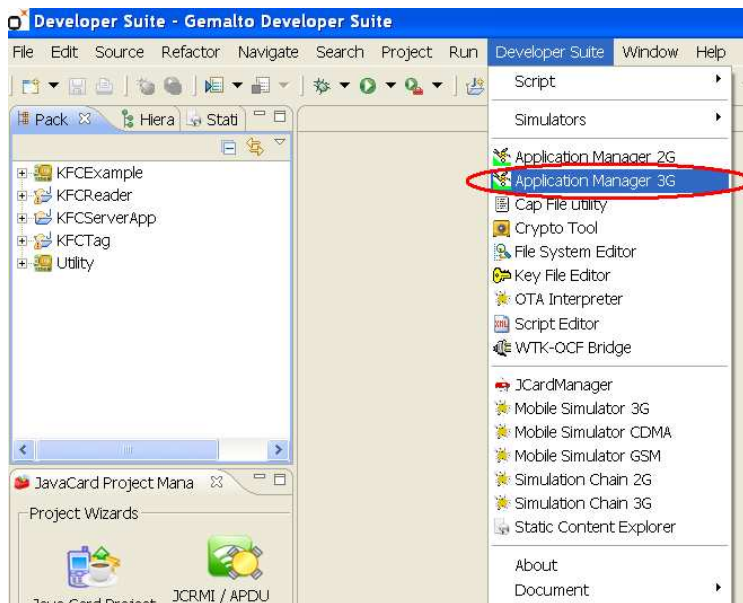 Developer Suite - Gemalto Developer Suite
File Edit Source Refactor Navigate Search Project Run Developer Suite Window Help
Pack Hiera Stati
KFCExample
KFCReader
KFCServerApp
KFCTag
Utility
JavaCard Project Mana
Project Wizards
Java Card Project
JCRMI / APDU
Script
Simulators
Application Manager 2G
Application Manager 3G
Cap File utility
Crypto Tool
File System Editor
Key File Editor
OTA Interpreter
Script Editor
WTK-OCF Bridge
JCardManager
Mobile Simulator 3G
Mobile Simulator CDMA
Mobile Simulator GSM
Simulation Chain 2G
Simulation Chain 3G
Static Content Explorer
About
Document